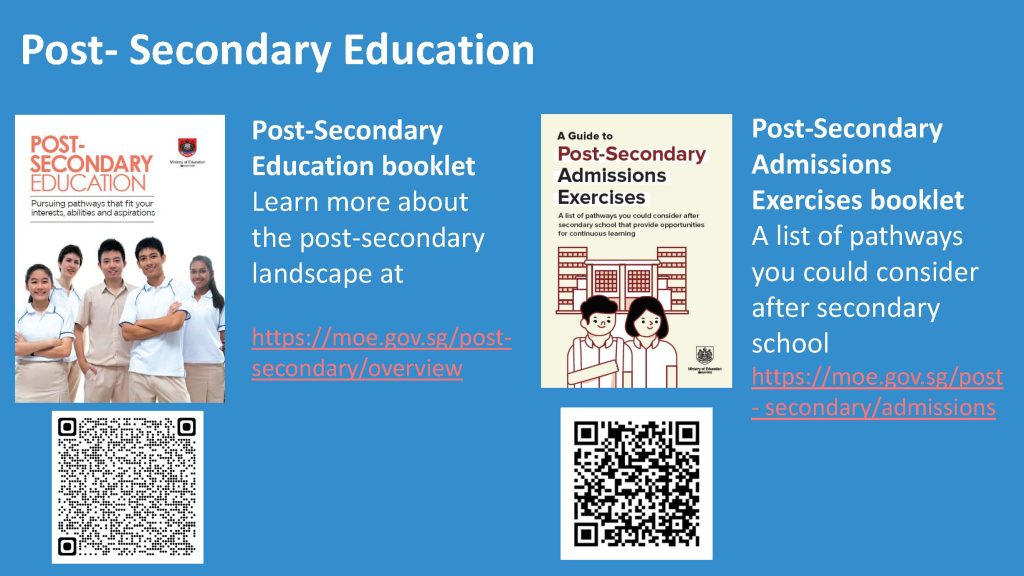 Post- Secondary Education
POST-
SECONDARY
EDUCATION
Ministry of Education
SINGAPORE
Pursuing pathways that fit your
interests, abilities and aspirations
Post-Secondary
Education booklet
Learn more about
the post-secondary
landscape at
https://moe.gov.sg/post-
secondary/overview
A Guide to
Post-Secondary
Admissions
Exercises
A list of pathways you could consider after
secondary school that provide opportunities
for continuous learning
Ministry of Education
SINGAPORE
Post-Secondary
Admissions
Exercises booklet
A list of pathways
you could consider
after secondary
school
https://moe.gov.sg/post
- secondary/admissions